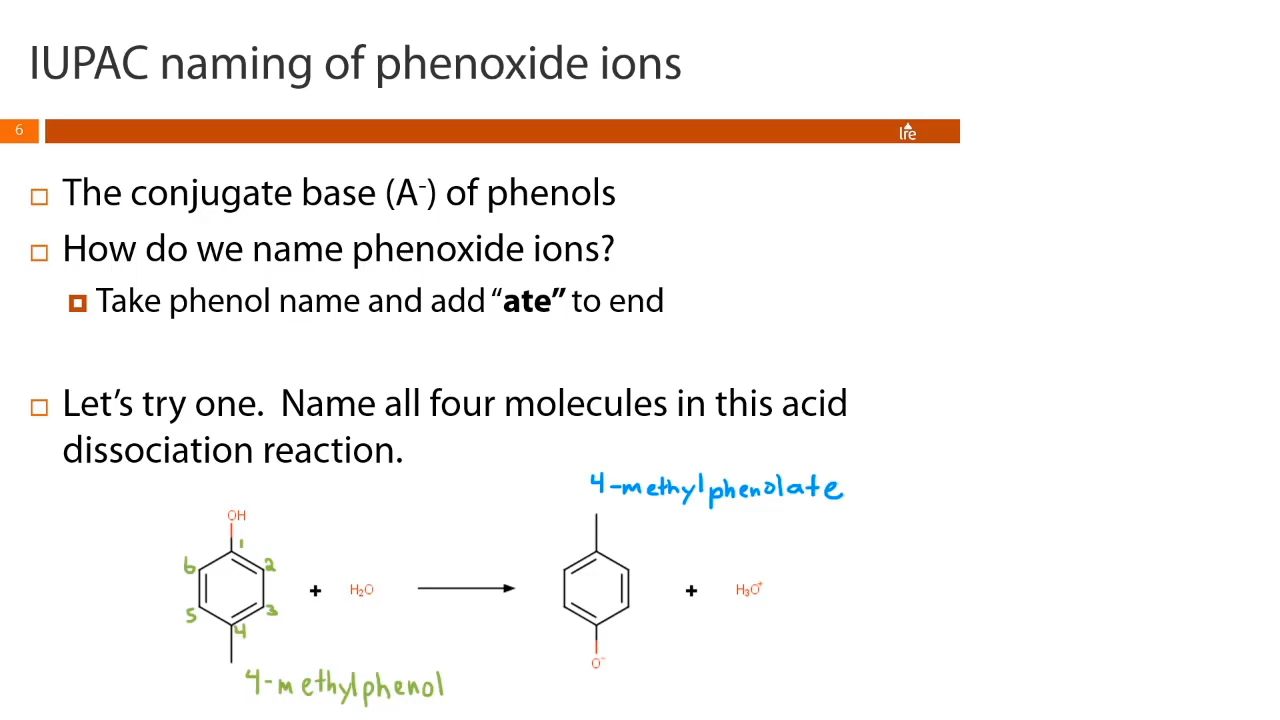 IUPAC naming of phenoxide ions
6
lre
The conjugate base (A⁻) of phenols
How do we name phenoxide ions?
Take phenol name and add “ate” to end
Let’s try one.  Name all four molecules in this acid
dissociation reaction.
4-methylphenolate
OH
1
6 2
5 3
4
+ H₂O + H₃O⁺
O⁻
4-methylphenol